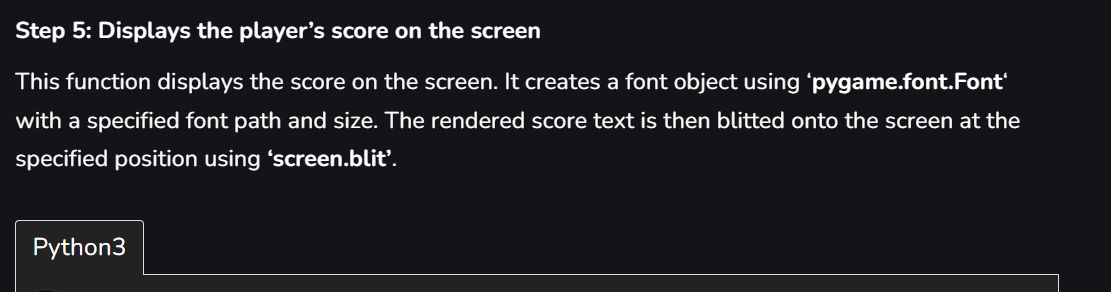 Step 5: Displays the player’s score on the screen
This function displays the score on the screen. It creates a font object using ‘pygame.font.Font‘
with a specified font path and size. The rendered score text is then blitted onto the screen at the
specified position using ‘screen.blit’.
Python3